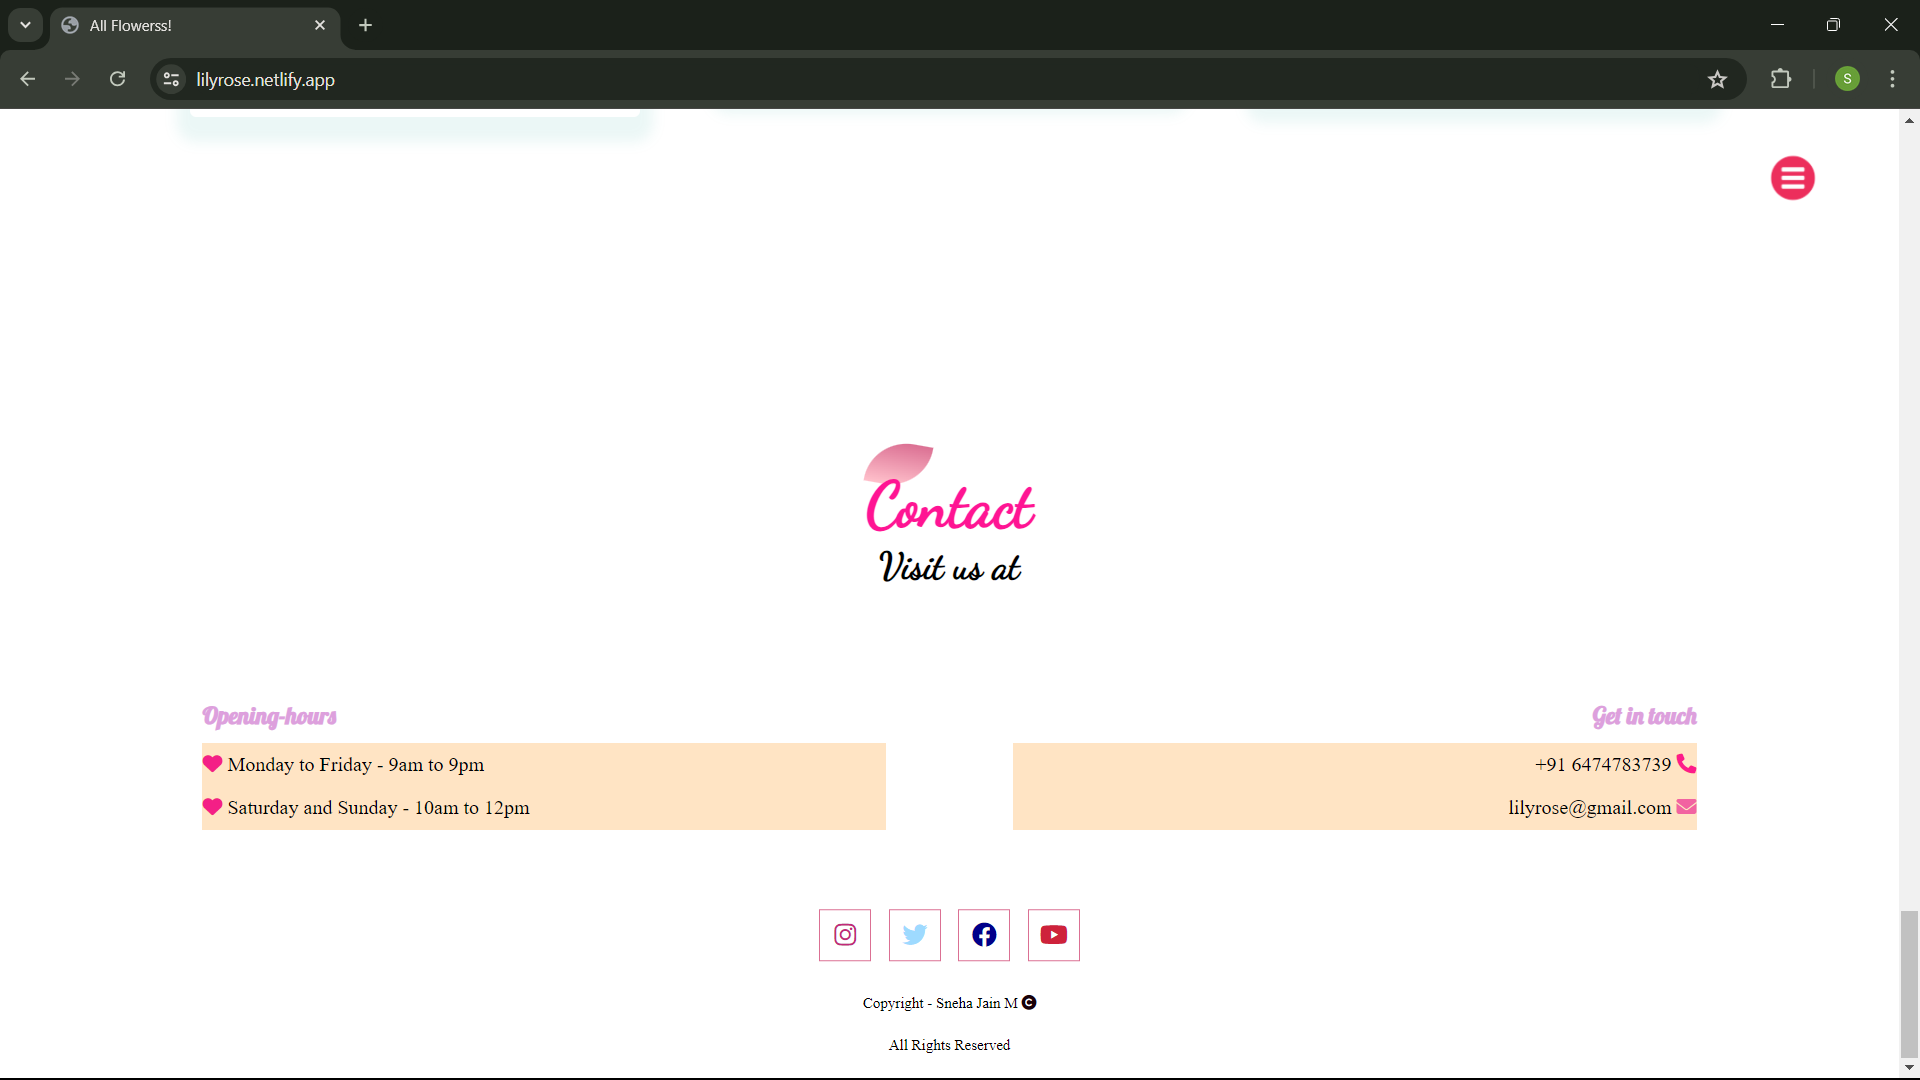 All Flowerss!
lilyrose.netlify.app
S
Contact
Visit us at
Opening-hours
Monday to Friday - 9am to 9pm
Saturday and Sunday - 10am to 12pm
Get in touch
+91 6474783739
lilyrose@gmail.com
Copyright - Sneha Jain M C
All Rights Reserved